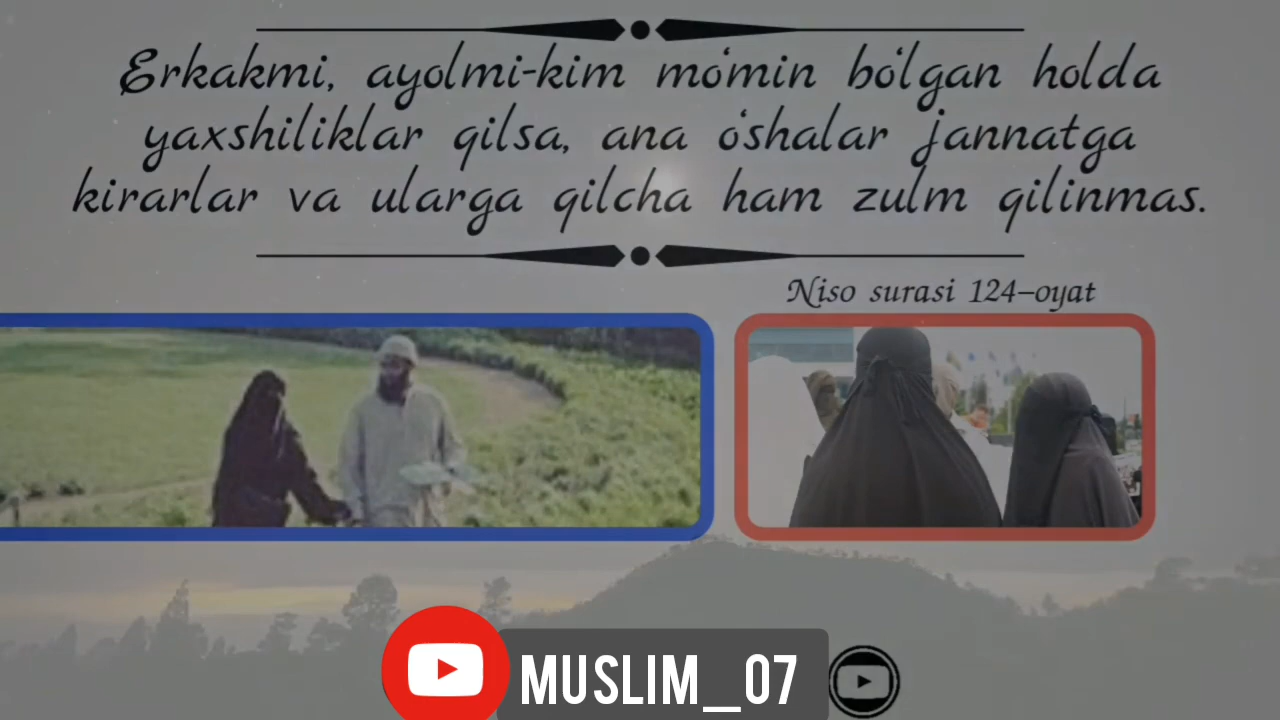 Erkakmi, ayolmi-kim mo‘min bo‘lgan holda
yaxshiliklar qilsa, ana o‘shalar jannatga
kirarlar va ularga qilcha ham zulm qilinmas.
Niso surasi 124–oyat
MUSLIM_07